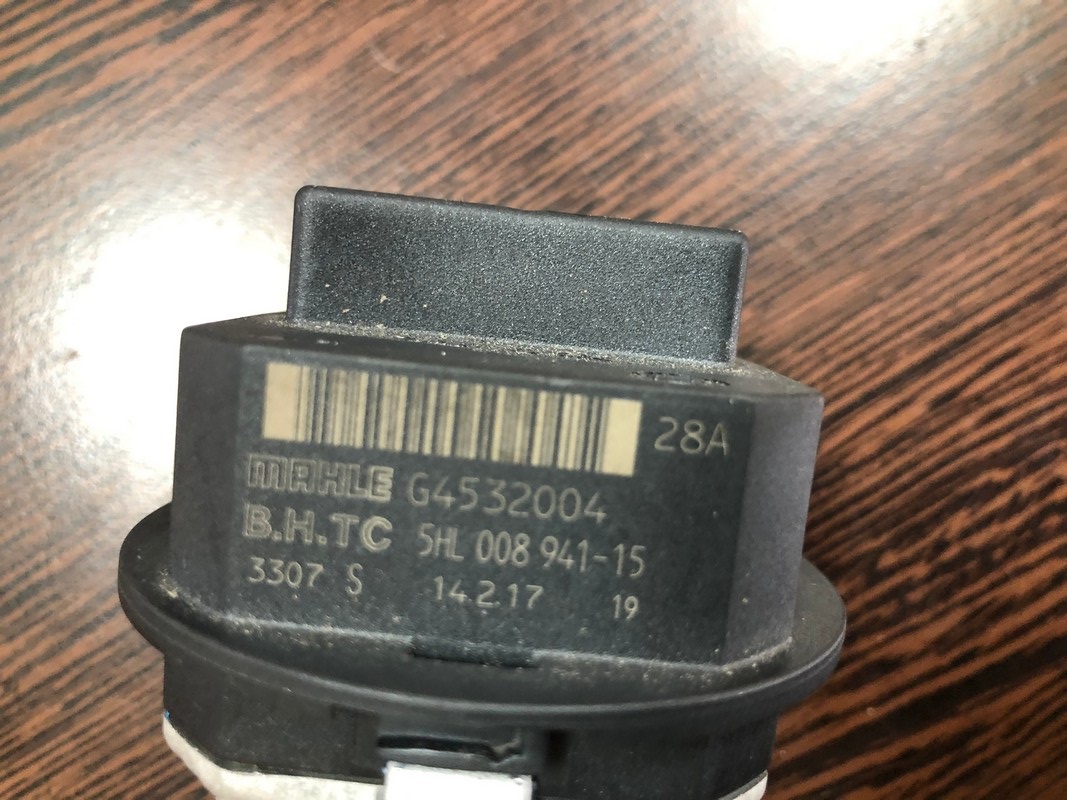 28A
MAHLE G4532004
B.H.TC 5HL 008 941-15
3307 S 14.2.17 19